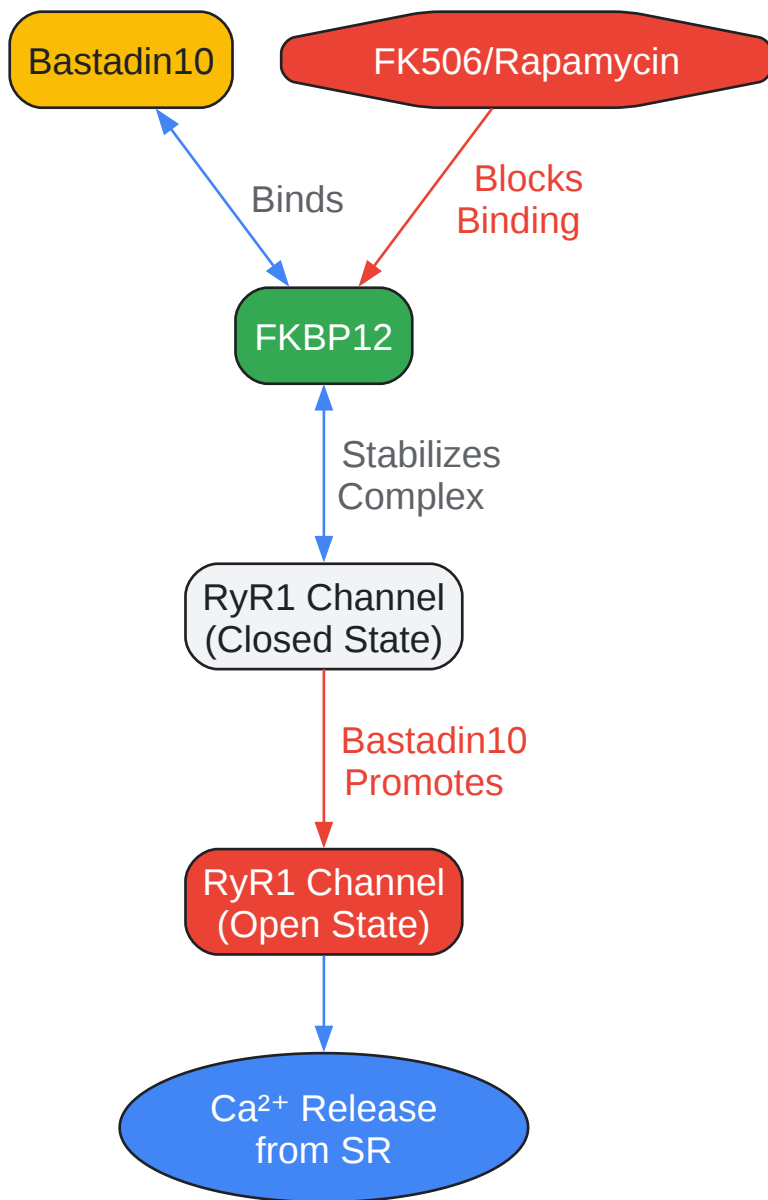 Bastadin10
FK506/Rapamycin
Binds
Blocks
Binding
FKBP12
Stabilizes
Complex
RyR1 Channel
(Closed State)
Bastadin10
Promotes
RyR1 Channel
(Open State)
Ca²⁺ Release
from SR